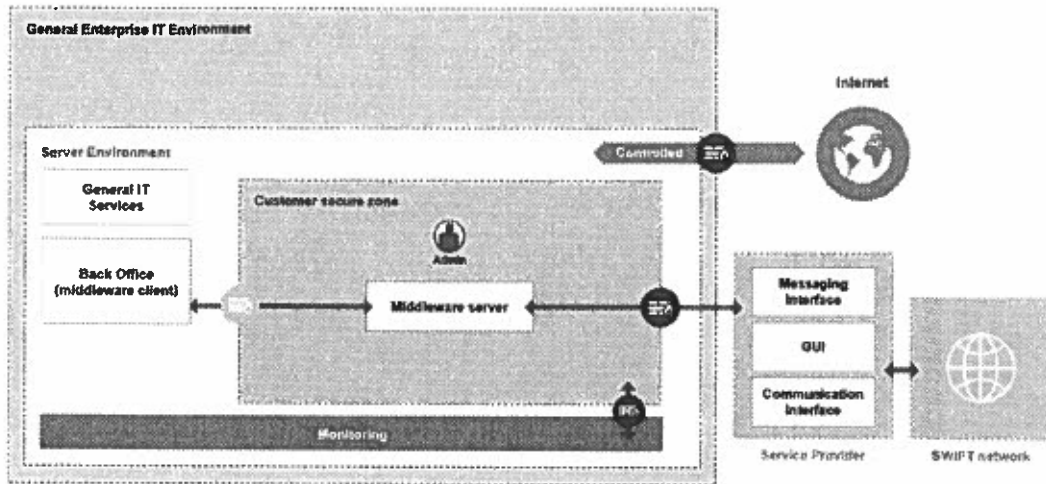 General Enterprise IT Environment
Internet
Server Environment
Controlled
General IT
Services
Customer secure zone
Admin
Back Office
(middleware client)
Middleware server
Messaging
Interface
GUI
Communication
Interface
Monitoring
Service Provider
SWIFT network